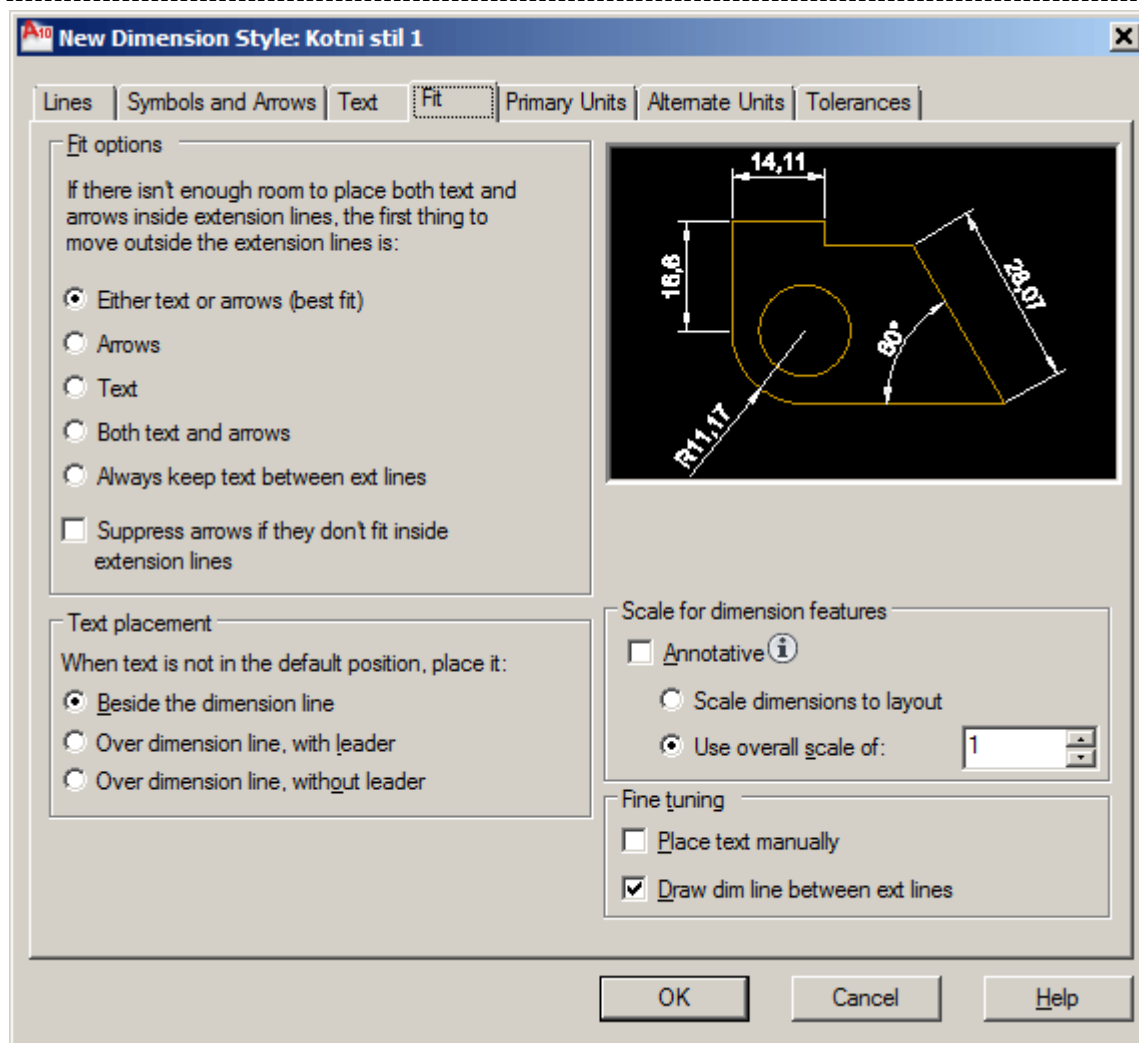 A10 New Dimension Style: Kotni stil 1
Lines Symbols and Arrows Text Fit Primary Units Alternate Units Tolerances
Fit options
If there isn't enough room to place both text and
arrows inside extension lines, the first thing to
move outside the extension lines is:
Either text or arrows (best fit)
Arrows
Text
Both text and arrows
Always keep text between ext lines
Suppress arrows if they don't fit inside
extension lines
Text placement
When text is not in the default position, place it:
Beside the dimension line
Over dimension line, with leader
Over dimension line, without leader
14,11
16,6
28,07
60°
R11,17
Scale for dimension features
Annotative
Scale dimensions to layout
Use overall scale of: 1
Fine tuning
Place text manually
Draw dim line between ext lines
OK Cancel Help